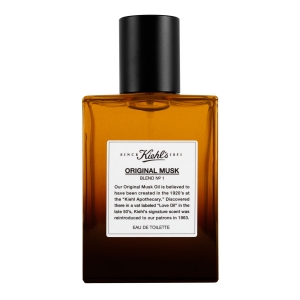 SINCE Kiehl's 1851
ORIGINAL MUSK
BLEND Nº 1
Our Original Musk Oil is believed to
have been created in the 1920's at
the "Kiehl Apothecary." Discovered
there in a vat labeled "Love Oil" in the
late 50's, Kiehl's signature scent was
reintroduced to our patrons in 1963.
EAU DE TOILETTE